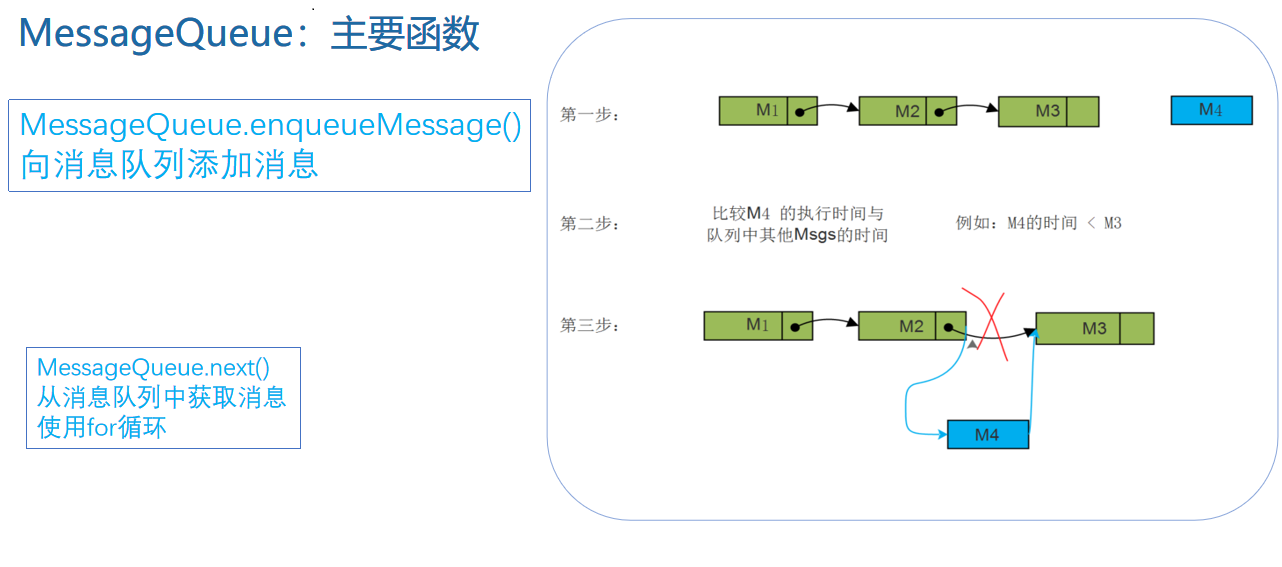 MessageQueue：主要函数
MessageQueue.enqueueMessage()
向消息队列添加消息
MessageQueue.next()
从消息队列中获取消息
使用for循环
第一步：
M1
M2
M3
M4
第二步：
比较M4 的执行时间与
队列中其他Msgs的时间
例如：M4的时间 < M3
第三步：
M1
M2
M3
M4